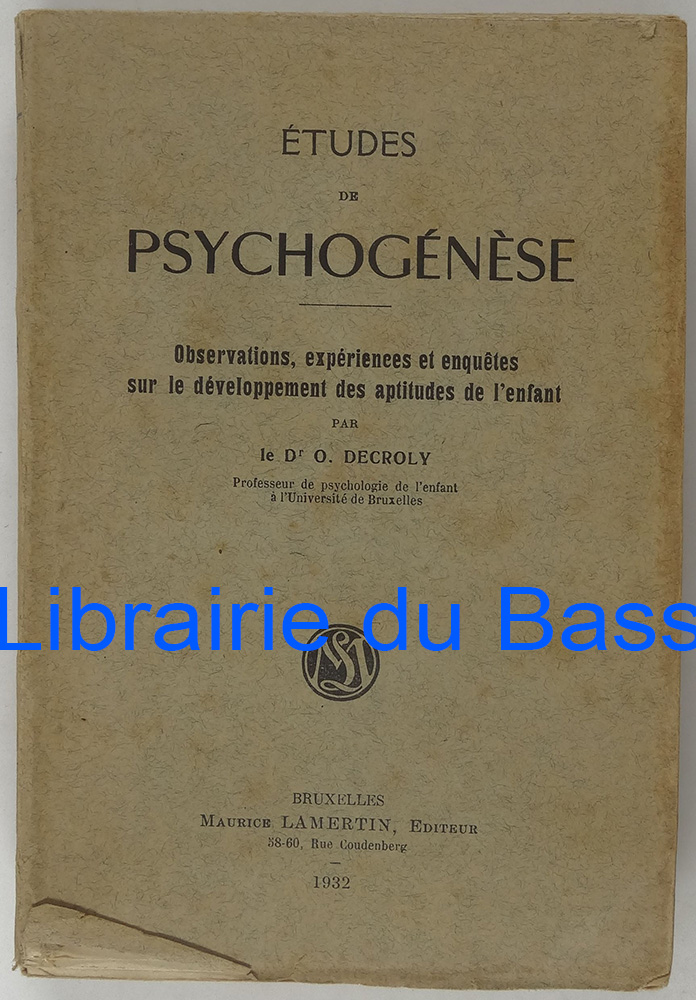 ÉTUDES
DE
PSYCHOGÉNÈSE
Observations, expériences et enquêtes
sur le développement des aptitudes de l'enfant
PAR
le Dr O. DECROLY
Professeur de psychologie de l'enfant
à l'Université de Bruxelles
Librairie du Bass
ML
BRUXELLES
MAURICE LAMERTIN, EDITEUR
58-60, Rue Coudenberg
1932